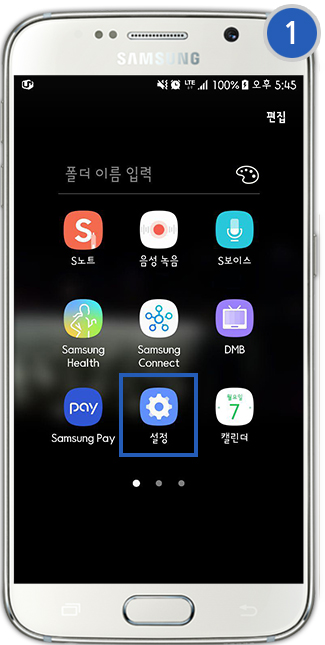 1
SAMSUNG
LTE 100% 오후 5:45
편집
폴더 이름 입력
S
S노트 음성 녹음 S보이스
Samsung Health Samsung Connect DMB
pay 월요일 7
Samsung Pay 설정 캘린더